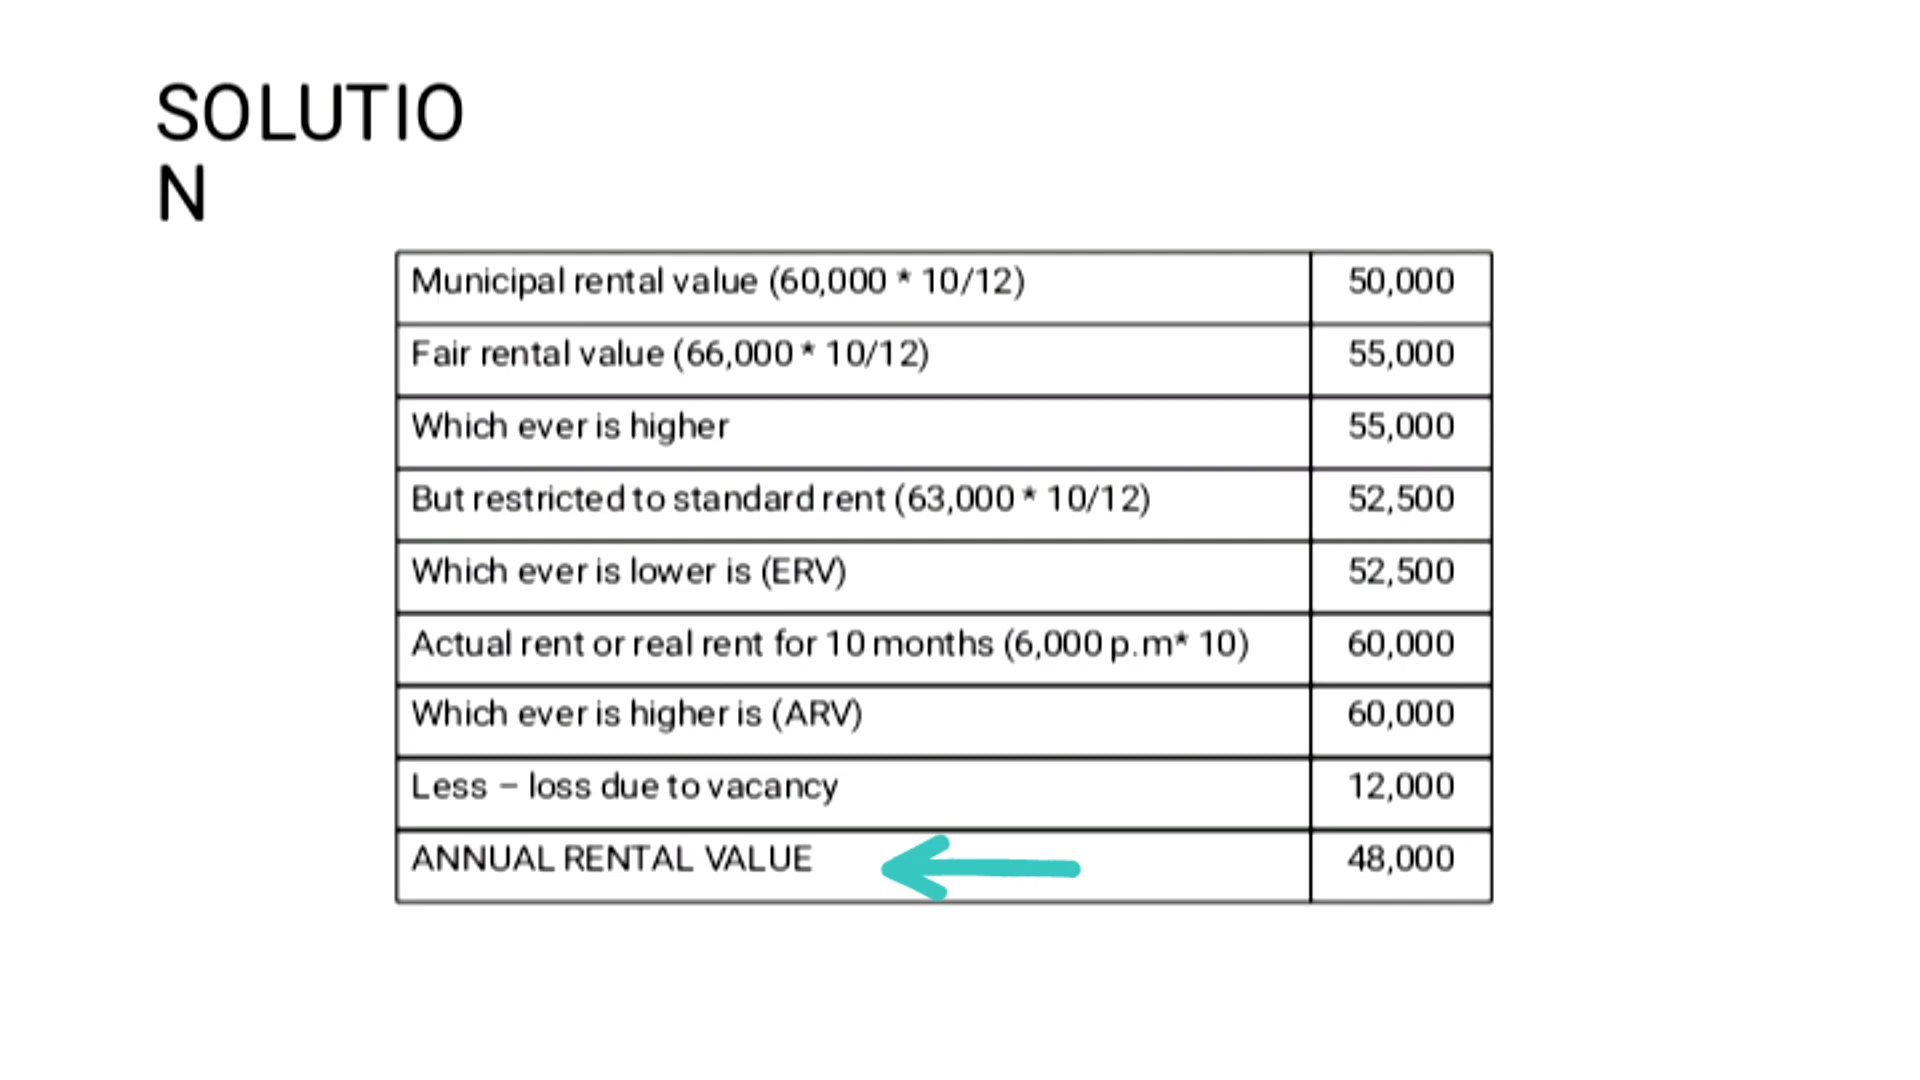 SOLUTIO
N
Municipal rental value (60,000 * 10/12) 50,000
Fair rental value (66,000 * 10/12) 55,000
Which ever is higher 55,000
But restricted to standard rent (63,000 * 10/12) 52,500
Which ever is lower is (ERV) 52,500
Actual rent or real rent for 10 months (6,000 p.m* 10) 60,000
Which ever is higher is (ARV) 60,000
Less – loss due to vacancy 12,000
ANNUAL RENTAL VALUE 48,000